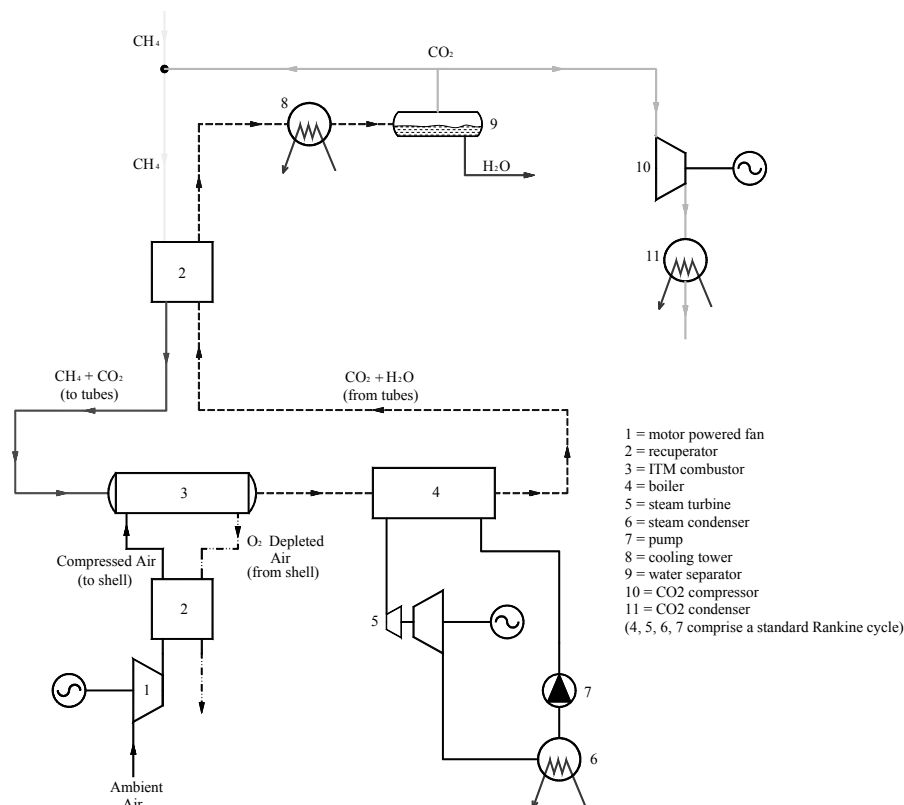 CH₄
CO₂
8
9
CH₄
H₂O
10
11
2
CH₄ + CO₂
(to tubes)
CO₂ + H₂O
(from tubes)
1 = motor powered fan
2 = recuperator
3 = ITM combustor
4 = boiler
5 = steam turbine
6 = steam condenser
7 = pump
8 = cooling tower
9 = water separator
10 = CO2 compressor
11 = CO2 condenser
(4, 5, 6, 7 comprise a standard Rankine cycle)
3
4
O₂ Depleted
Air
(from shell)
Compressed Air
(to shell)
2
5
1
7
6
Ambient
Air